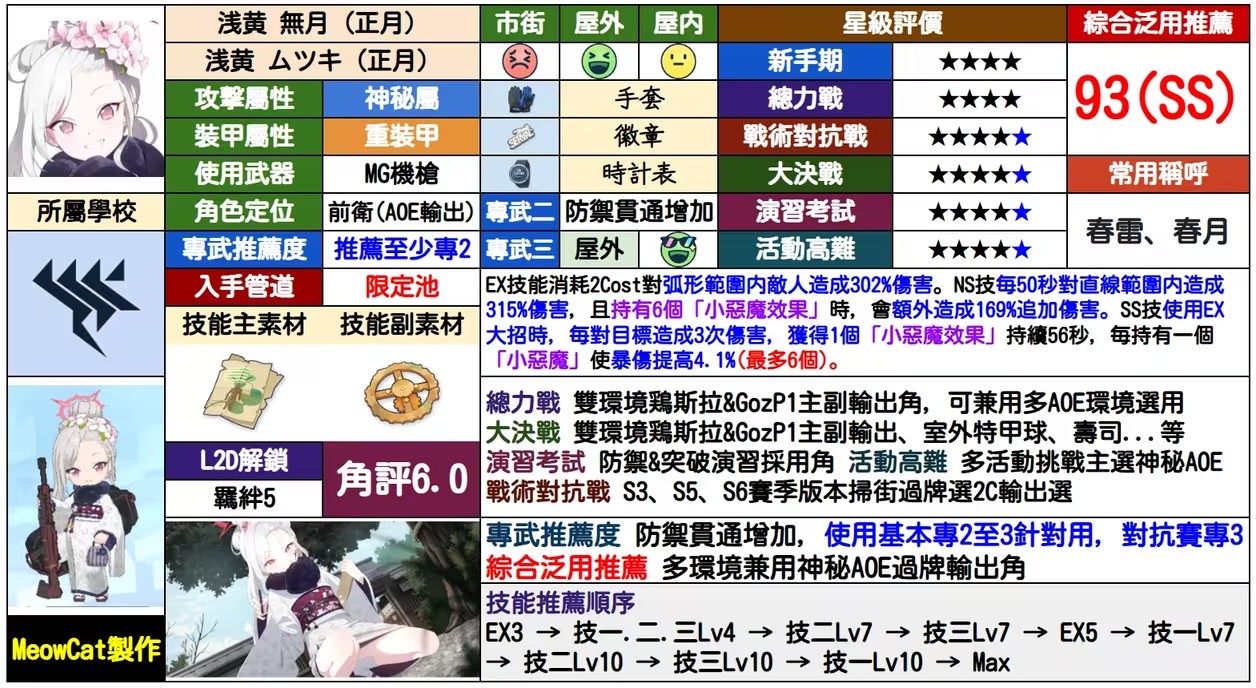 浅黄 無月（正月）
浅黄 ムツキ（正月）
攻擊屬性 神秘屬
裝甲屬性 重裝甲
使用武器 MG機槍
角色定位 前衛(AOE輸出)
專武推薦度 推薦至少專2
入手管道 限定池
技能主素材 技能副素材
所屬學校
L2D解鎖
羈絆5
角評6.0
MeowCat製作
市街 屋外 屋内
手套
徽章
時計表
專武二 防禦貫通增加
專武三 屋外
星級評價
新手期 ★★★★
總力戰 ★★★★
戰術對抗戰 ★★★★★
大決戰 ★★★★★
演習考試 ★★★★★
活動高難 ★★★★★
綜合泛用推薦
93(SS)
常用稱呼
春雷、春月
EX技能消耗2Cost對弧形範圍内敵人造成302%傷害。NS技每50秒對直線範圍内造成
315%傷害，且持有6個「小惡魔效果」時，會額外造成169%追加傷害。SS技使用EX
大招時，每對目標造成3次傷害，獲得1個「小惡魔效果」持續56秒，每持有一個
「小惡魔」使暴傷提高4.1%(最多6個)。
總力戰 雙環境鶏斯拉&GozP1主副輸出角，可兼用多AOE環境選用
大決戰 雙環境鶏斯拉&GozP1主副輸出、室外特甲球、壽司...等
演習考試 防禦&突破演習採用角 活動高難 多活動挑戰主選神秘AOE
戰術對抗戰 S3、S5、S6賽季版本掃街過牌選2C輸出選
專武推薦度 防禦貫通增加，使用基本專2至3針對用，對抗賽專3
綜合泛用推薦 多環境兼用神秘AOE過牌輸出角
技能推薦順序
EX3 → 技一.二.三Lv4 → 技二Lv7 → 技三Lv7 → EX5 → 技一Lv7
→ 技二Lv10 → 技三Lv10 → 技一Lv10 → Max